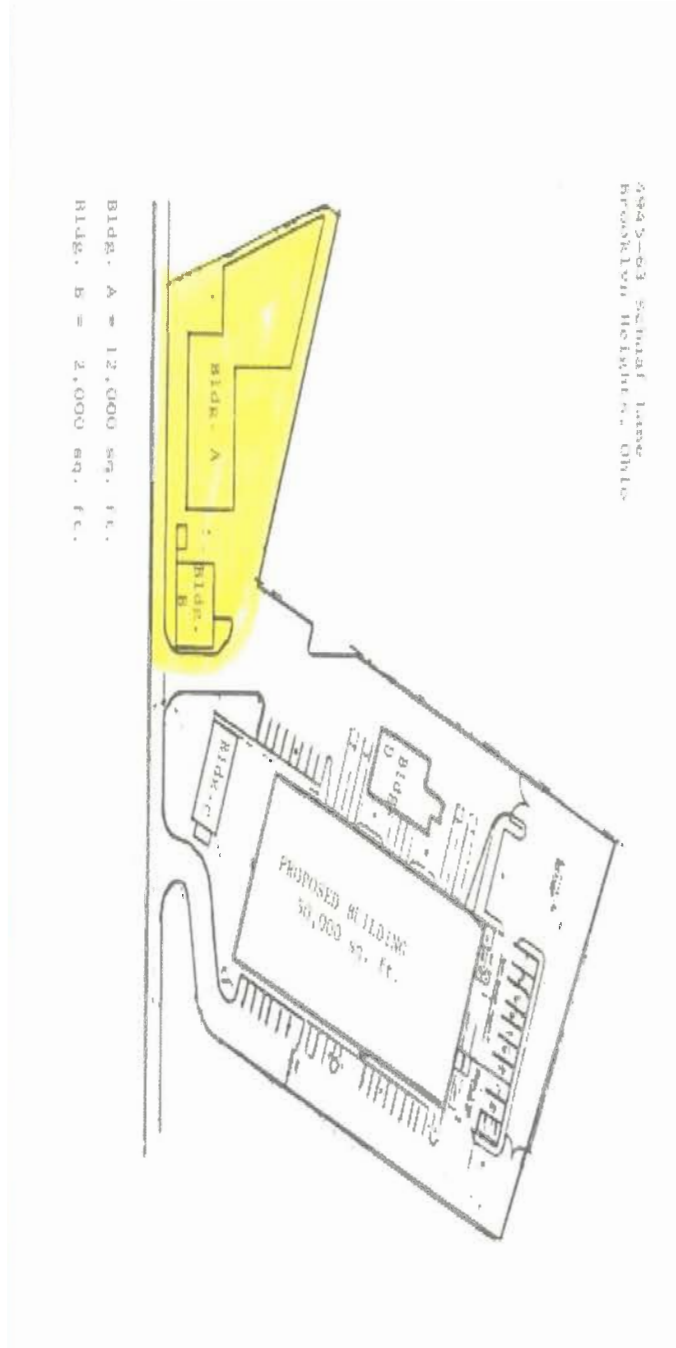 4945-63 Schaaf Lane
Brooklyn Heights, Ohio
Bldg. A
Bldg.
B
Bldg. C
Bldg.
D
PROPOSED BUILDING
50,000 sq. ft.
Bldg. A = 12,000 sq. ft.
Bldg. B = 2,000 sq. ft.